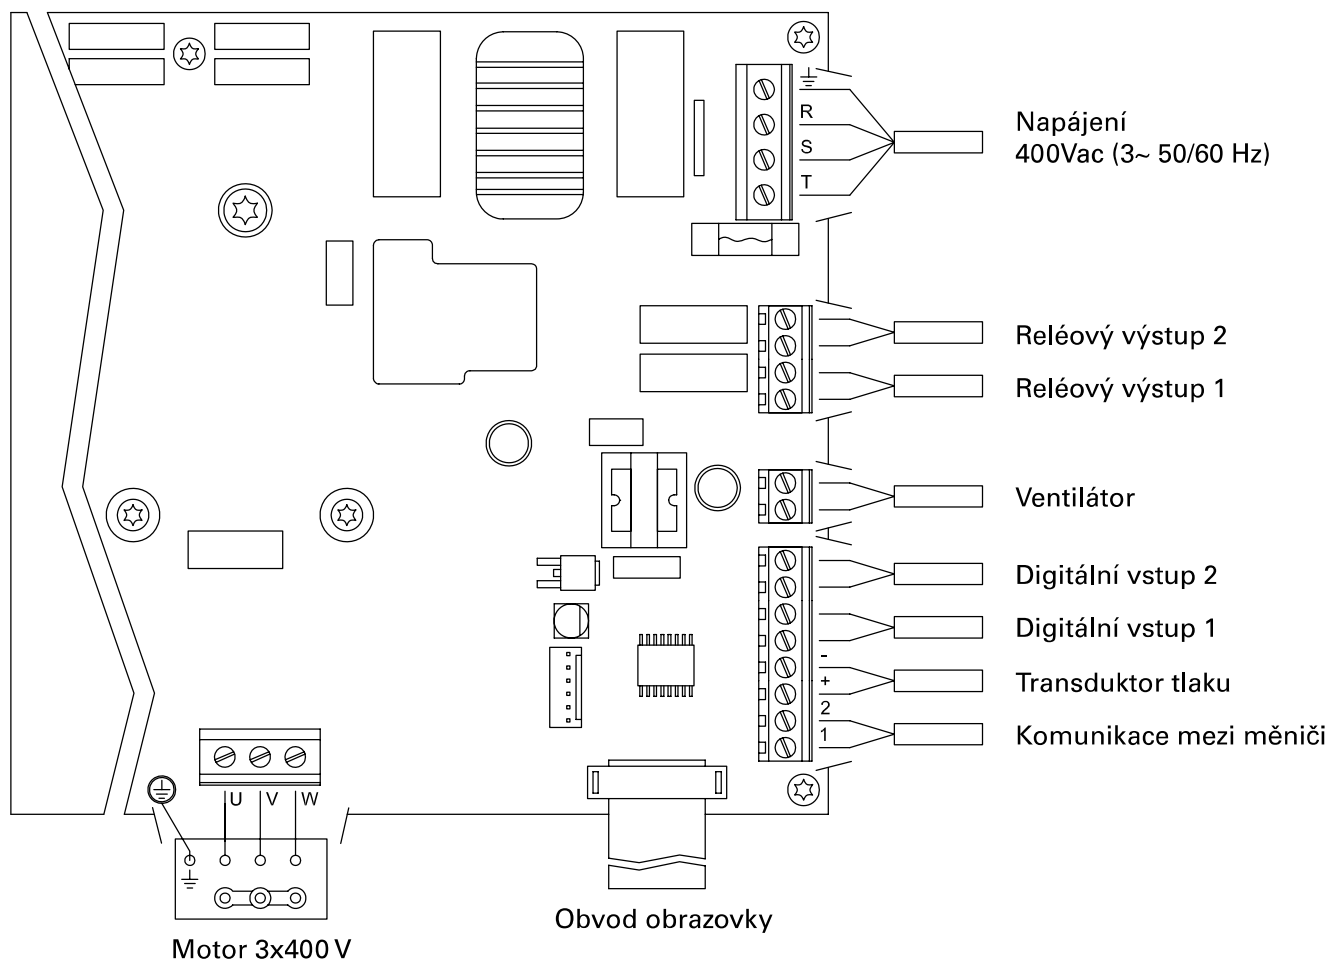 R
S
T
Napájení
400Vac (3~ 50/60 Hz)
Reléový výstup 2
Reléový výstup 1
Ventilátor
Digitální vstup 2
Digitální vstup 1
-
+
Transduktor tlaku
2
1
Komunikace mezi měniči
U V W
Obvod obrazovky
Motor 3x400 V